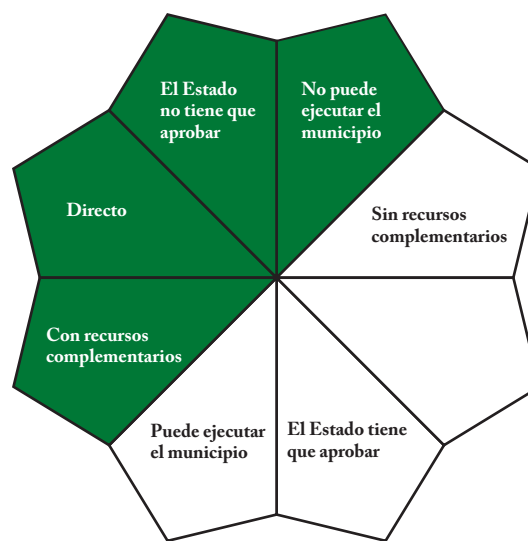 El Estado
no tiene que
aprobar
No puede
ejecutar el
municipio
Directo
Sin recursos
complementarios
Con recursos
complementarios
Puede ejecutar
el municipio
El Estado tiene
que aprobar